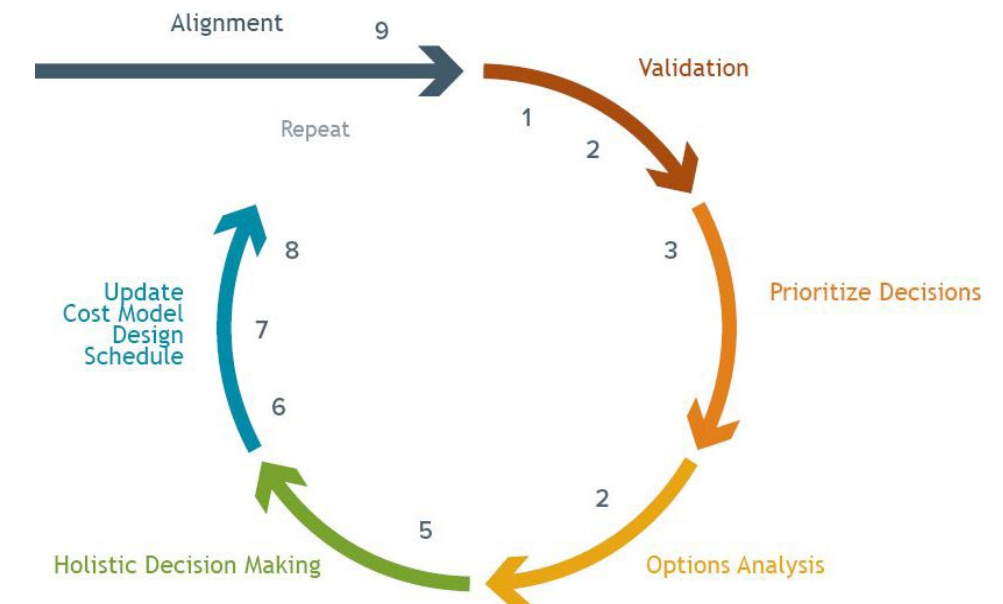 Alignment
9
Validation
1
2
Repeat
3
8
Prioritize Decisions
Update
Cost Model
Design
Schedule
7
6
2
5
Holistic Decision Making
Options Analysis